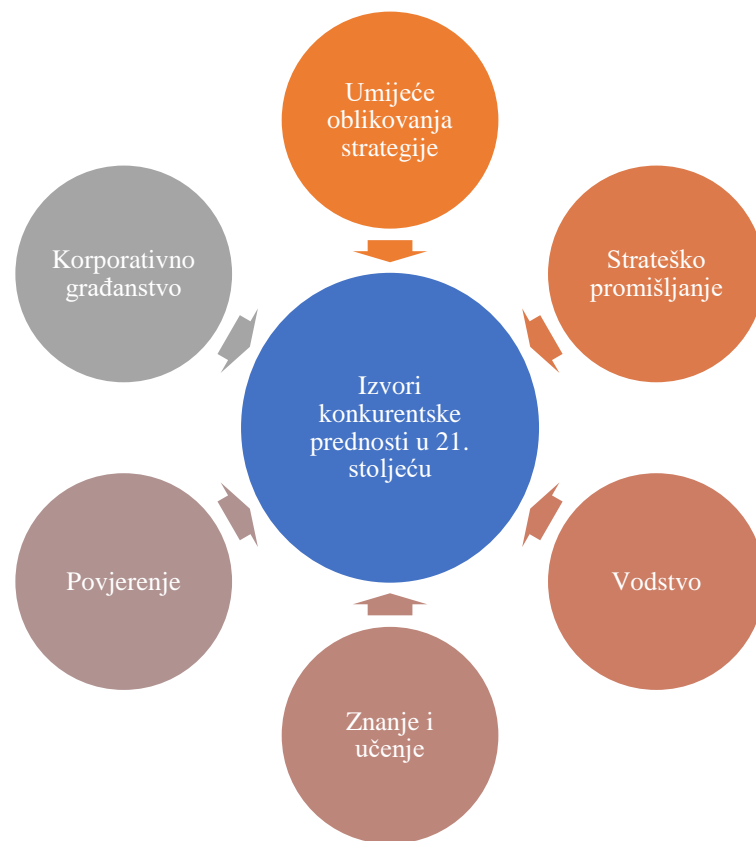 Umijeće
oblikovanja
strategije
Strateško
promišljanje
Vodstvo
Znanje i
učenje
Povjerenje
Korporativno
građanstvo
Izvori
konkurentske
prednosti u 21.
stoljeću